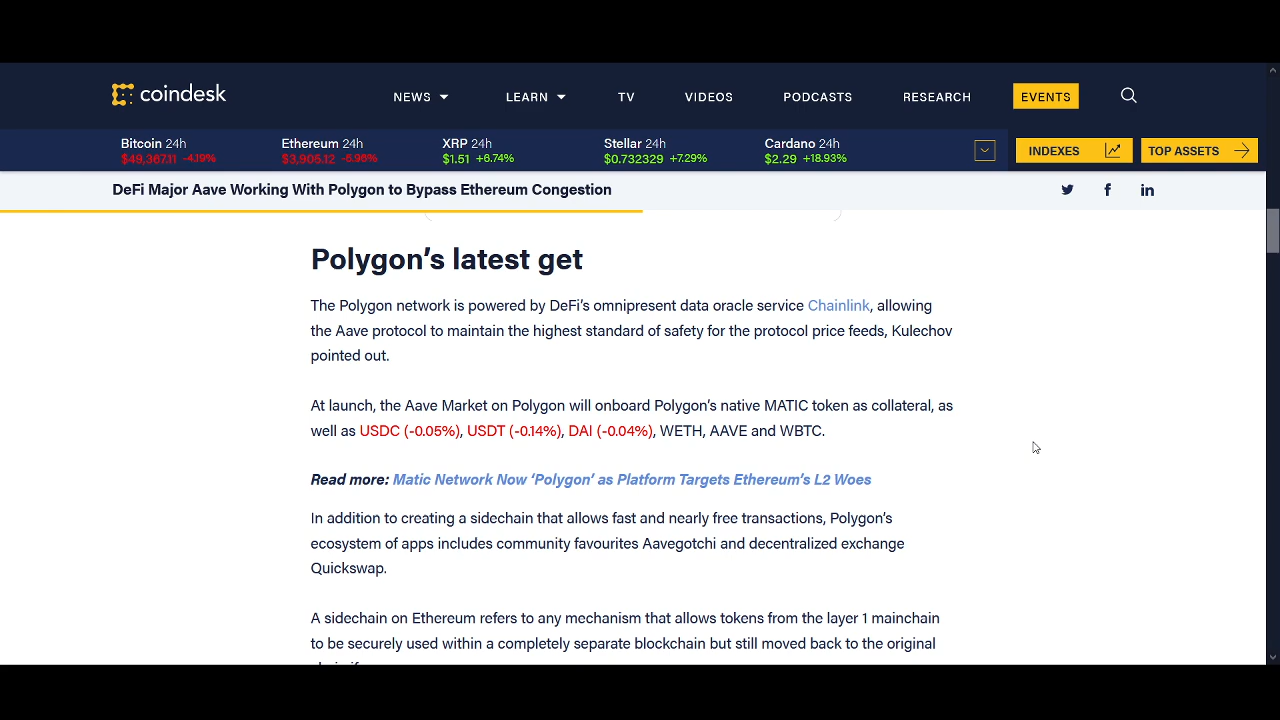 coindesk
NEWS
LEARN
TV
VIDEOS
PODCASTS
RESEARCH
EVENTS
Bitcoin 24h
$49,367.11 -4.19%
Ethereum 24h
$3,905.12 -5.96%
XRP 24h
$1.51 +6.74%
Stellar 24h
$0.732329 +7.29%
Cardano 24h
$2.29 +18.93%
INDEXES
TOP ASSETS
DeFi Major Aave Working With Polygon to Bypass Ethereum Congestion
Polygon’s latest get
The Polygon network is powered by DeFi’s omnipresent data oracle service Chainlink, allowing
the Aave protocol to maintain the highest standard of safety for the protocol price feeds, Kulechov
pointed out.
At launch, the Aave Market on Polygon will onboard Polygon’s native MATIC token as collateral, as
well as USDC (-0.05%), USDT (-0.14%), DAI (-0.04%), WETH, AAVE and WBTC.
Read more: Matic Network Now ‘Polygon’ as Platform Targets Ethereum’s L2 Woes
In addition to creating a sidechain that allows fast and nearly free transactions, Polygon’s
ecosystem of apps includes community favourites Aavegotchi and decentralized exchange
Quickswap.
A sidechain on Ethereum refers to any mechanism that allows tokens from the layer 1 mainchain
to be securely used within a completely separate blockchain but still moved back to the original